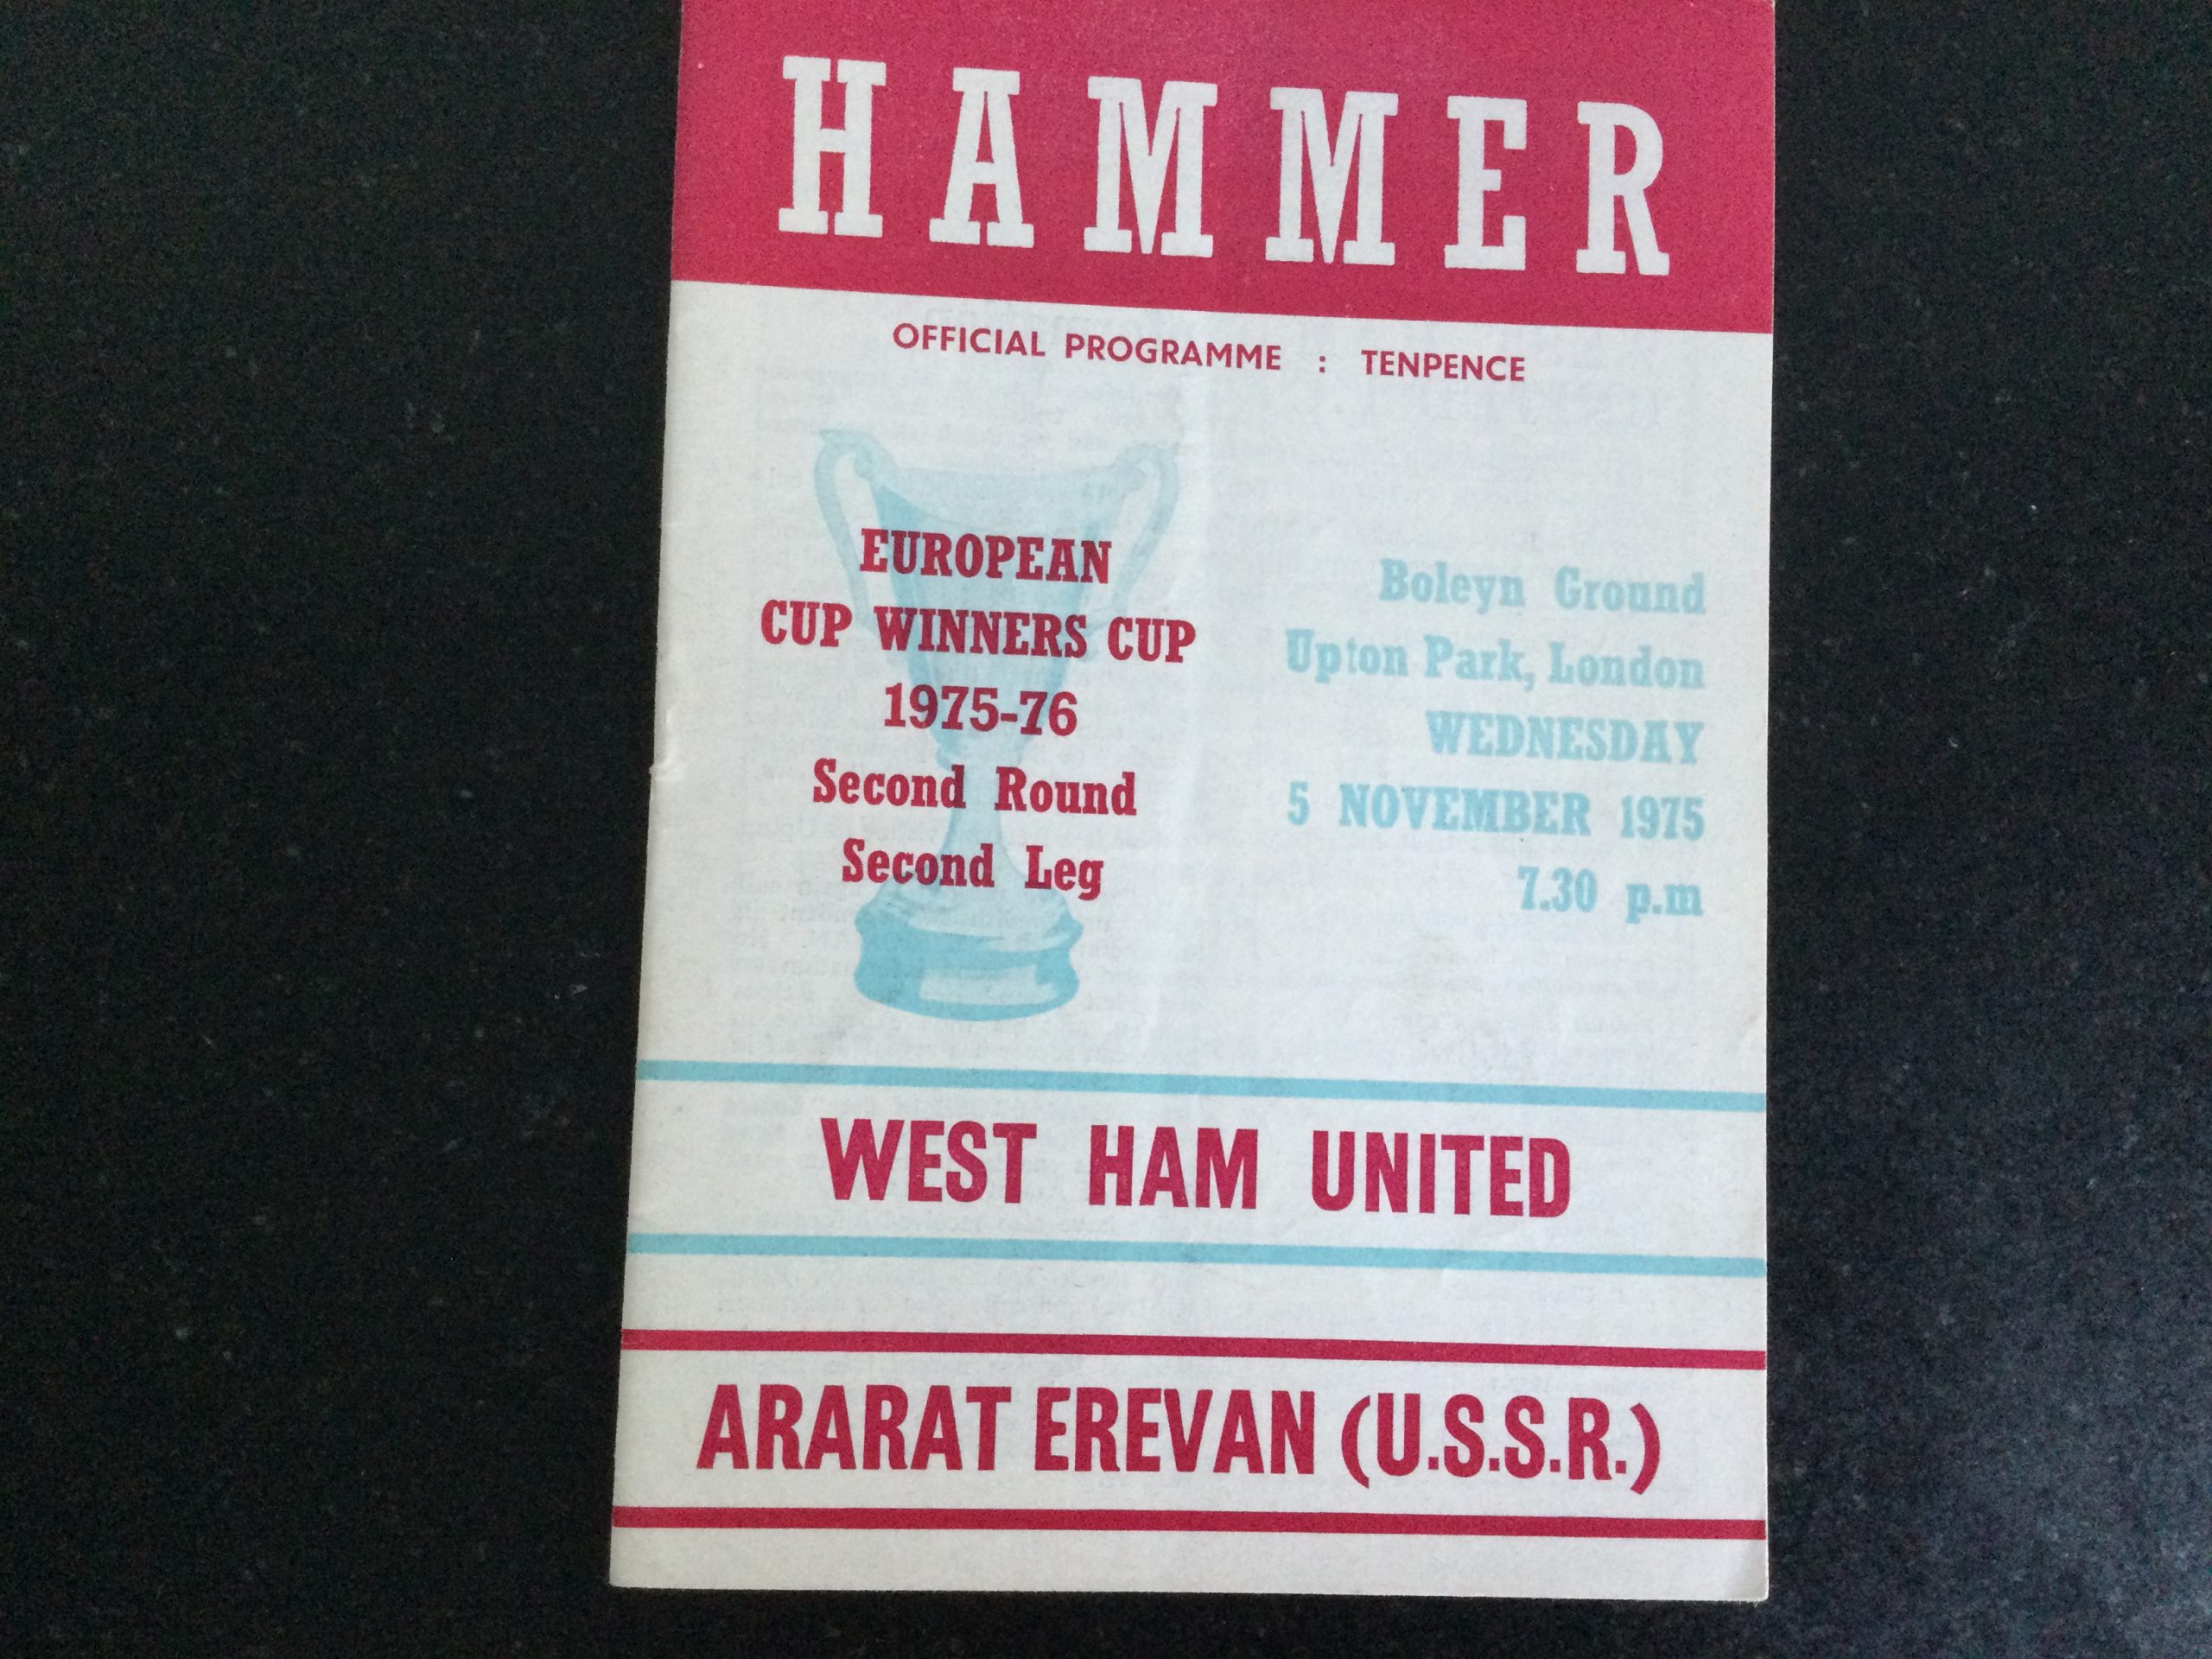 HAMMER
OFFICIAL PROGRAMME : TENPENCE
EUROPEAN
CUP WINNERS CUP
1975-76
Second Round
Second Leg
Boleyn Ground
Upton Park, London
WEDNESDAY
5 NOVEMBER 1975
7.30 p.m
WEST HAM UNITED
ARARAT EREVAN (U.S.S.R.)